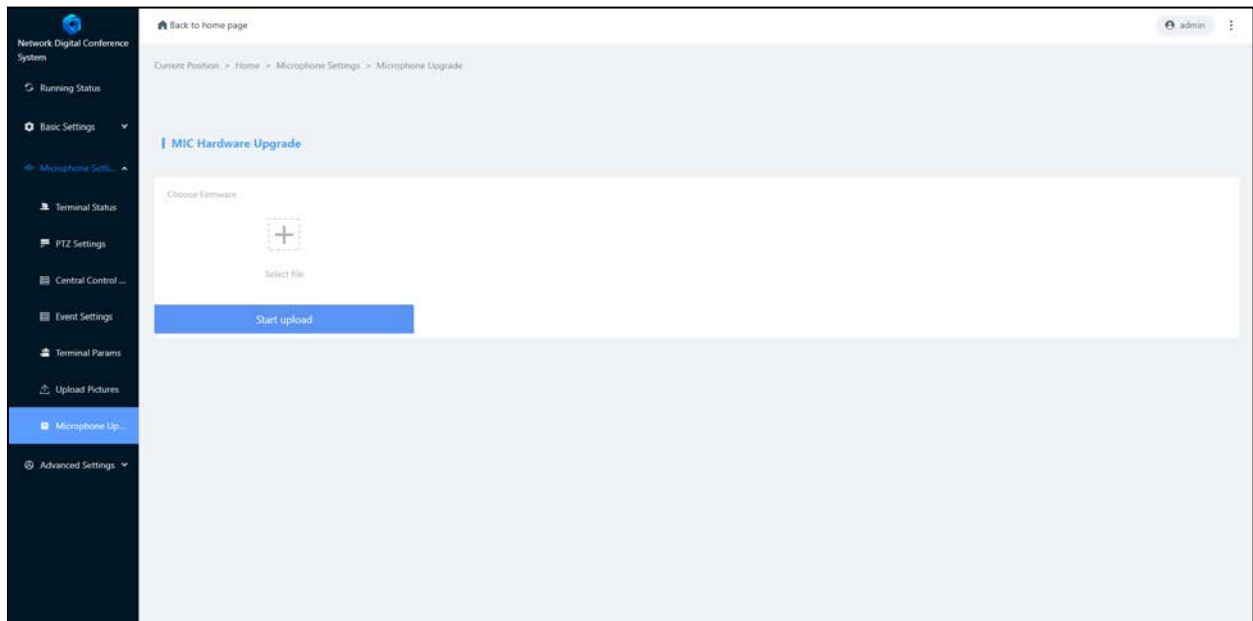 Network Digital Conference
System
Running Status
Basic Settings
Microphone Setti...
Terminal Status
PTZ Settings
Central Control ...
Event Settings
Terminal Params
Upload Pictures
Microphone Up...
Advanced Settings
Back to home page
admin
Current Position > Home > Microphone Settings > Microphone Upgrade
MIC Hardware Upgrade
Choose Firmware
Select file
Start upload